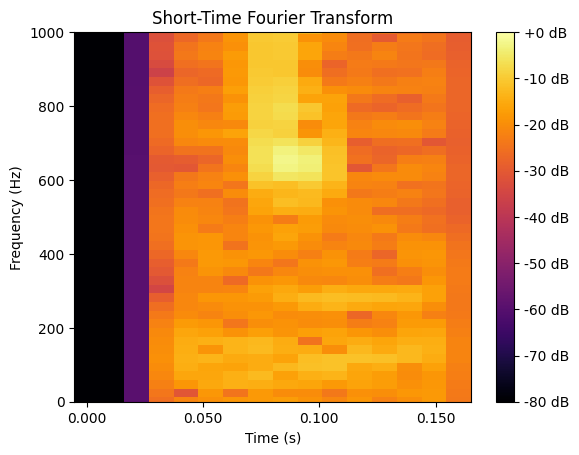 Short-Time Fourier Transform
Frequency (Hz)
1000
800
600
400
200
0
0.000
0.050
0.100
0.150
Time (s)
+0 dB
-10 dB
-20 dB
-30 dB
-40 dB
-50 dB
-60 dB
-70 dB
-80 dB